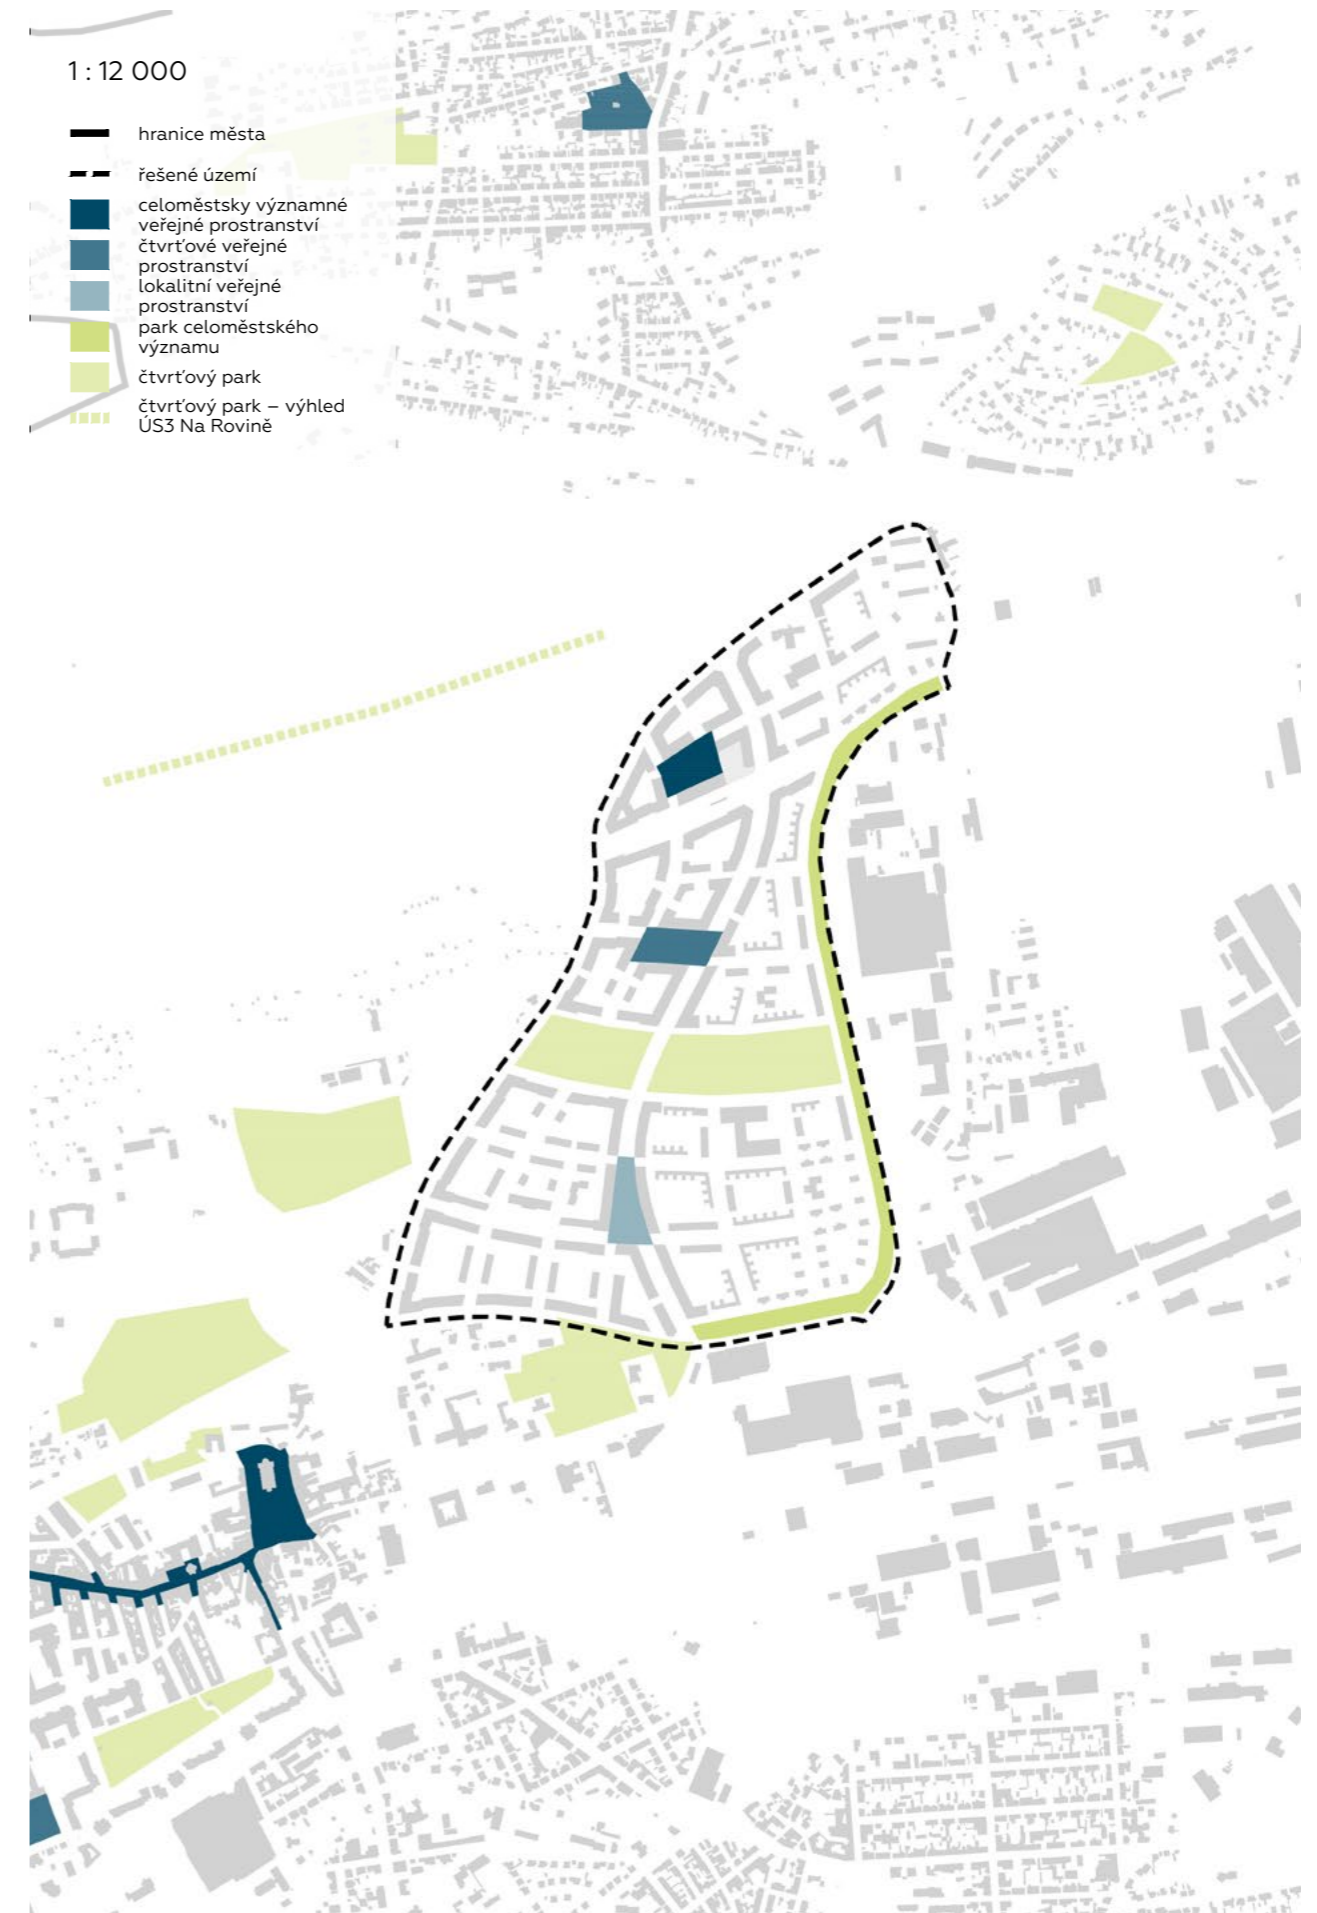 1 : 12 000
hranice města
řešené území
celoměstsky významné
veřejné prostranství
čtvrťové veřejné
prostranství
lokalitní veřejné
prostranství
park celoměstského
významu
čtvrťový park
čtvrťový park – výhled
ÚS3 Na Rovině